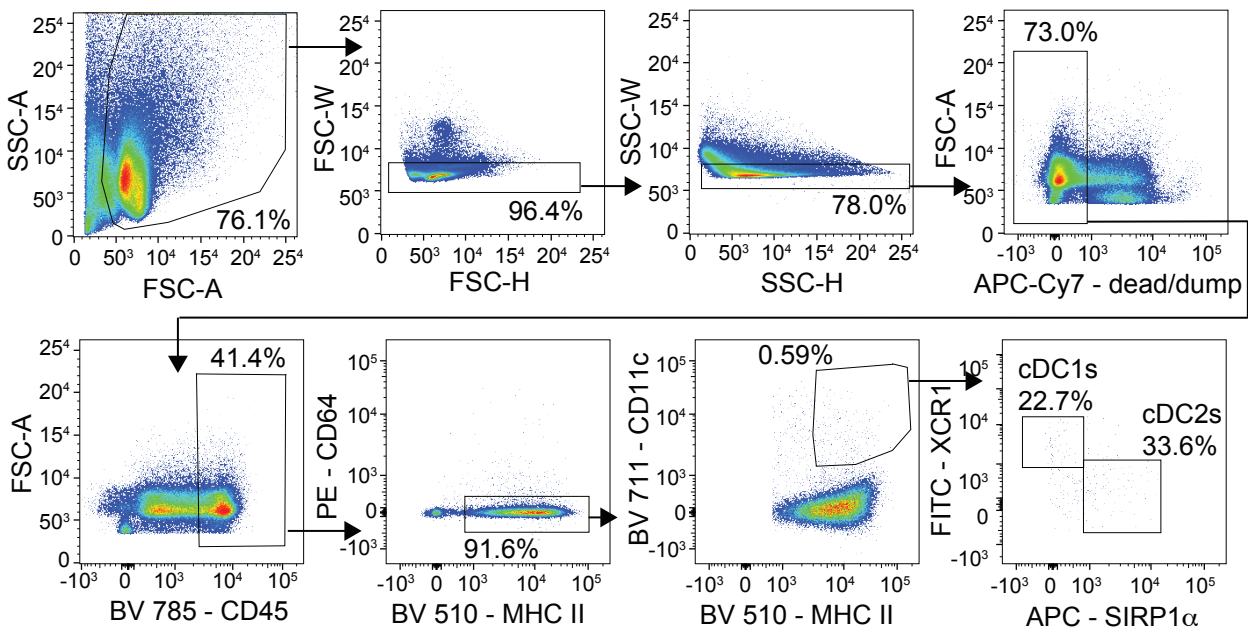 SSC-A
25⁴
20⁴
15⁴
10⁴
50³
0
76.1%
0 50³ 10⁴ 15⁴ 20⁴ 25⁴
FSC-A
FSC-W
25⁴
20⁴
15⁴
10⁴
50³
0
96.4%
0 50³ 10⁴ 15⁴ 20⁴ 25⁴
FSC-H
SSC-W
25⁴
20⁴
15⁴
10⁴
50³
0
78.0%
0 50³ 10⁴ 15⁴ 20⁴ 25⁴
SSC-H
73.0%
FSC-A
25⁴
20⁴
15⁴
10⁴
50³
0
-10³ 0 10³ 10⁴ 10⁵
APC-Cy7 - dead/dump
41.4%
FSC-A
25⁴
20⁴
15⁴
10⁴
50³
0
-10³ 0 10³ 10⁴ 10⁵
BV 785 - CD45
PE - CD64
10⁵
10⁴
10³
0
-10³
91.6%
-10³ 0 10³ 10⁴ 10⁵
BV 510 - MHC II
0.59%
BV 711 - CD11c
10⁵
10⁴
10³
0
-10³
-10³ 0 10³ 10⁴ 10⁵
BV 510 - MHC II
FITC - XCR1
10⁵
10⁴
10³
0
-10³
cDC1s
22.7%
cDC2s
33.6%
-10³ 0 10³ 10⁴ 10⁵
APC - SIRP1α